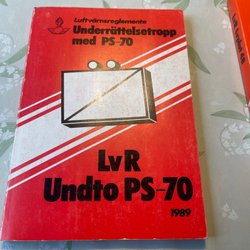 Luftvärnsreglemente
Underrättelsetropp
med PS-70
LvR
Undto PS-70
1989